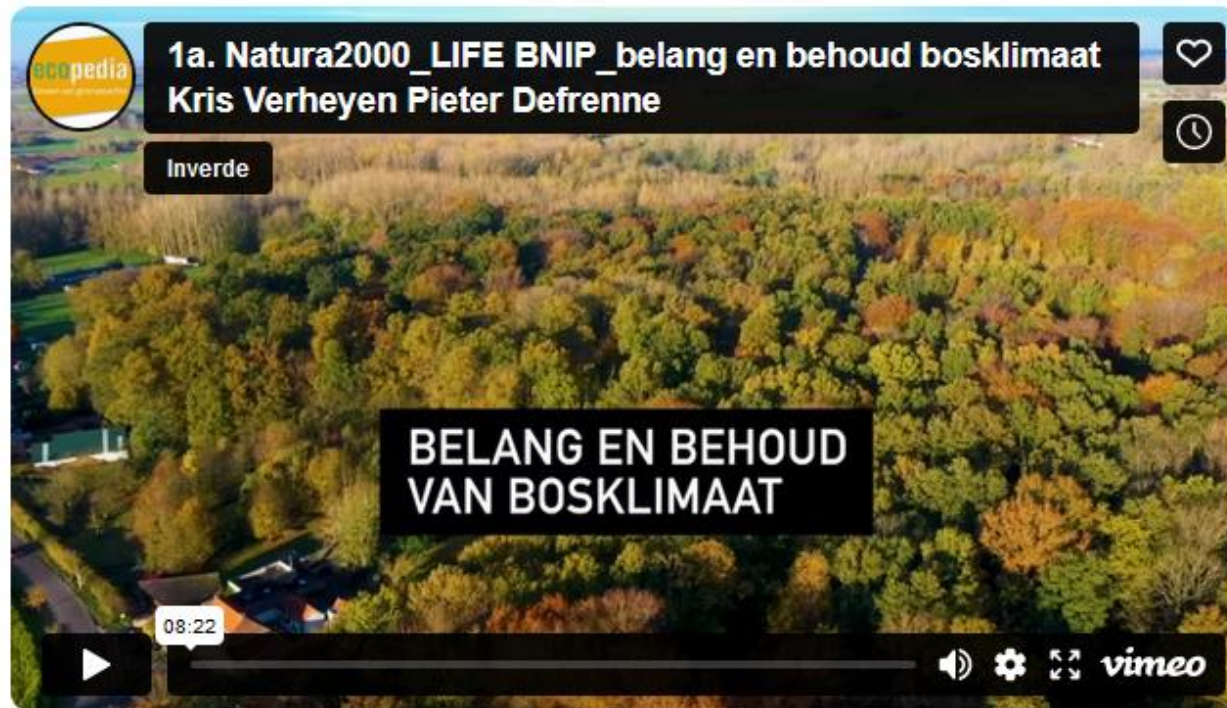 ecopedia
1a. Natura2000_LIFE BNIP_belang en behoud bosklimaat
Kris Verheyen Pieter Defrenne
Inverde
BELANG EN BEHOUD
VAN BOSKLIMAAT
08:22
vimeo